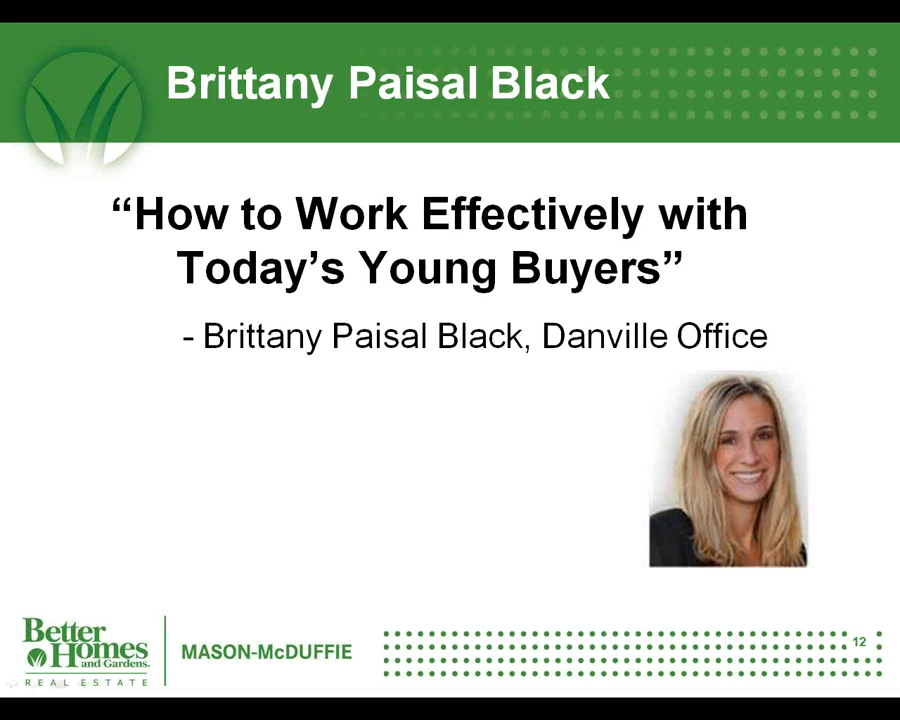 Brittany Paisal Black
“How to Work Effectively with
Today’s Young Buyers”
- Brittany Paisal Black, Danville Office
Better
Homes
and Gardens.
REAL ESTATE
MASON-McDUFFIE
12